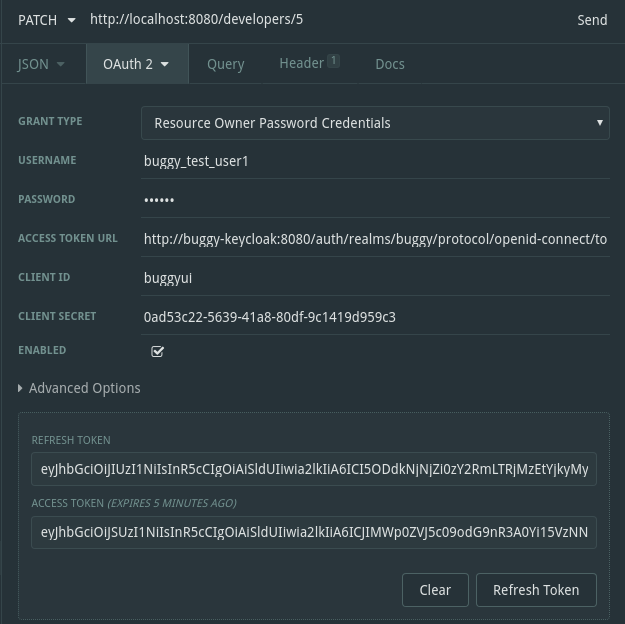 PATCH http://localhost:8080/developers/5 Send
JSON OAuth 2 Query Header 1 Docs
GRANT TYPE Resource Owner Password Credentials
USERNAME buggy_test_user1
PASSWORD ••••••
ACCESS TOKEN URL http://buggy-keycloak:8080/auth/realms/buggy/protocol/openid-connect/to
CLIENT ID buggyui
CLIENT SECRET 0ad53c22-5639-41a8-80df-9c1419d959c3
ENABLED
Advanced Options
REFRESH TOKEN
eyJhbGciOiJIUzI1NiIsInR5cCIgOiAiSldUIiwia2lkIiA6ICI5ODdkNjNjZi0zY2RmLTRjMzEtYjkyMy
ACCESS TOKEN (EXPIRES 5 MINUTES AGO)
eyJhbGciOiJSUzI1NiIsInR5cCIgOiAiSldUIiwia2lkIiA6ICJIMWp0ZVJ5c09odG9nR3A0Yi15VzNN
Clear Refresh Token